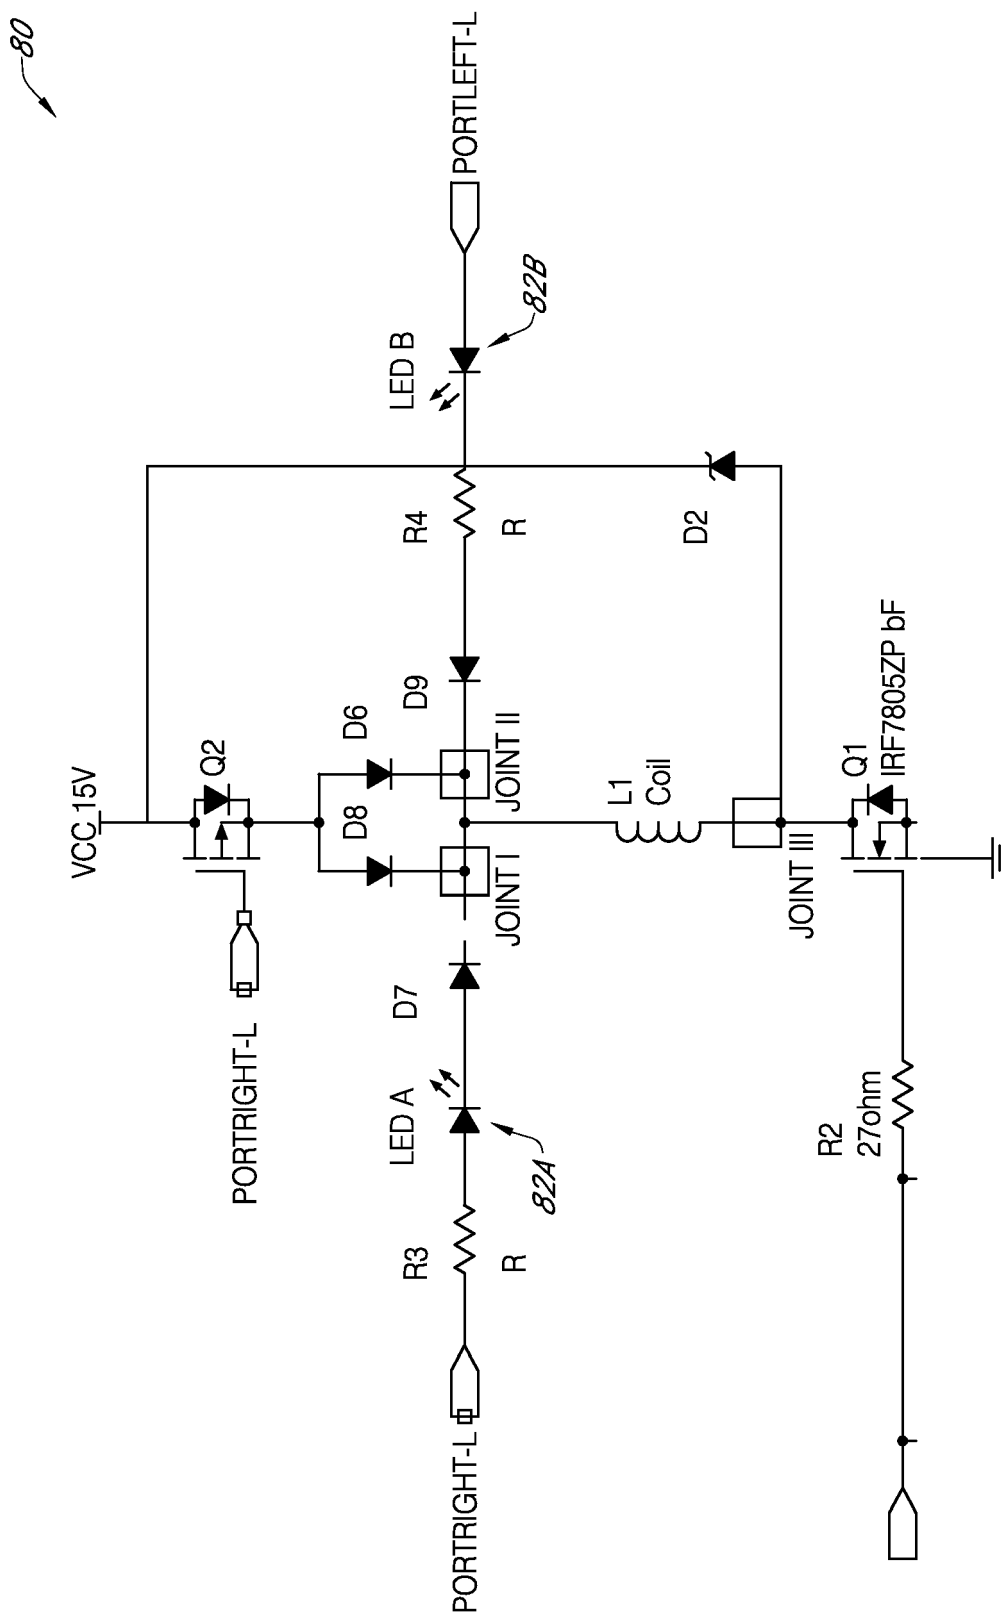 80
VCC 15V
Q2
PORTRIGHT-L
D8
D6
PORTRIGHT-L
R3
R
LED A
82A
D7
JOINT I
JOINT II
D9
R4
R
LED B
82B
PORTLEFT-L
L1
Coil
D2
JOINT III
Q1
IRF7805ZP bF
R2
27ohm